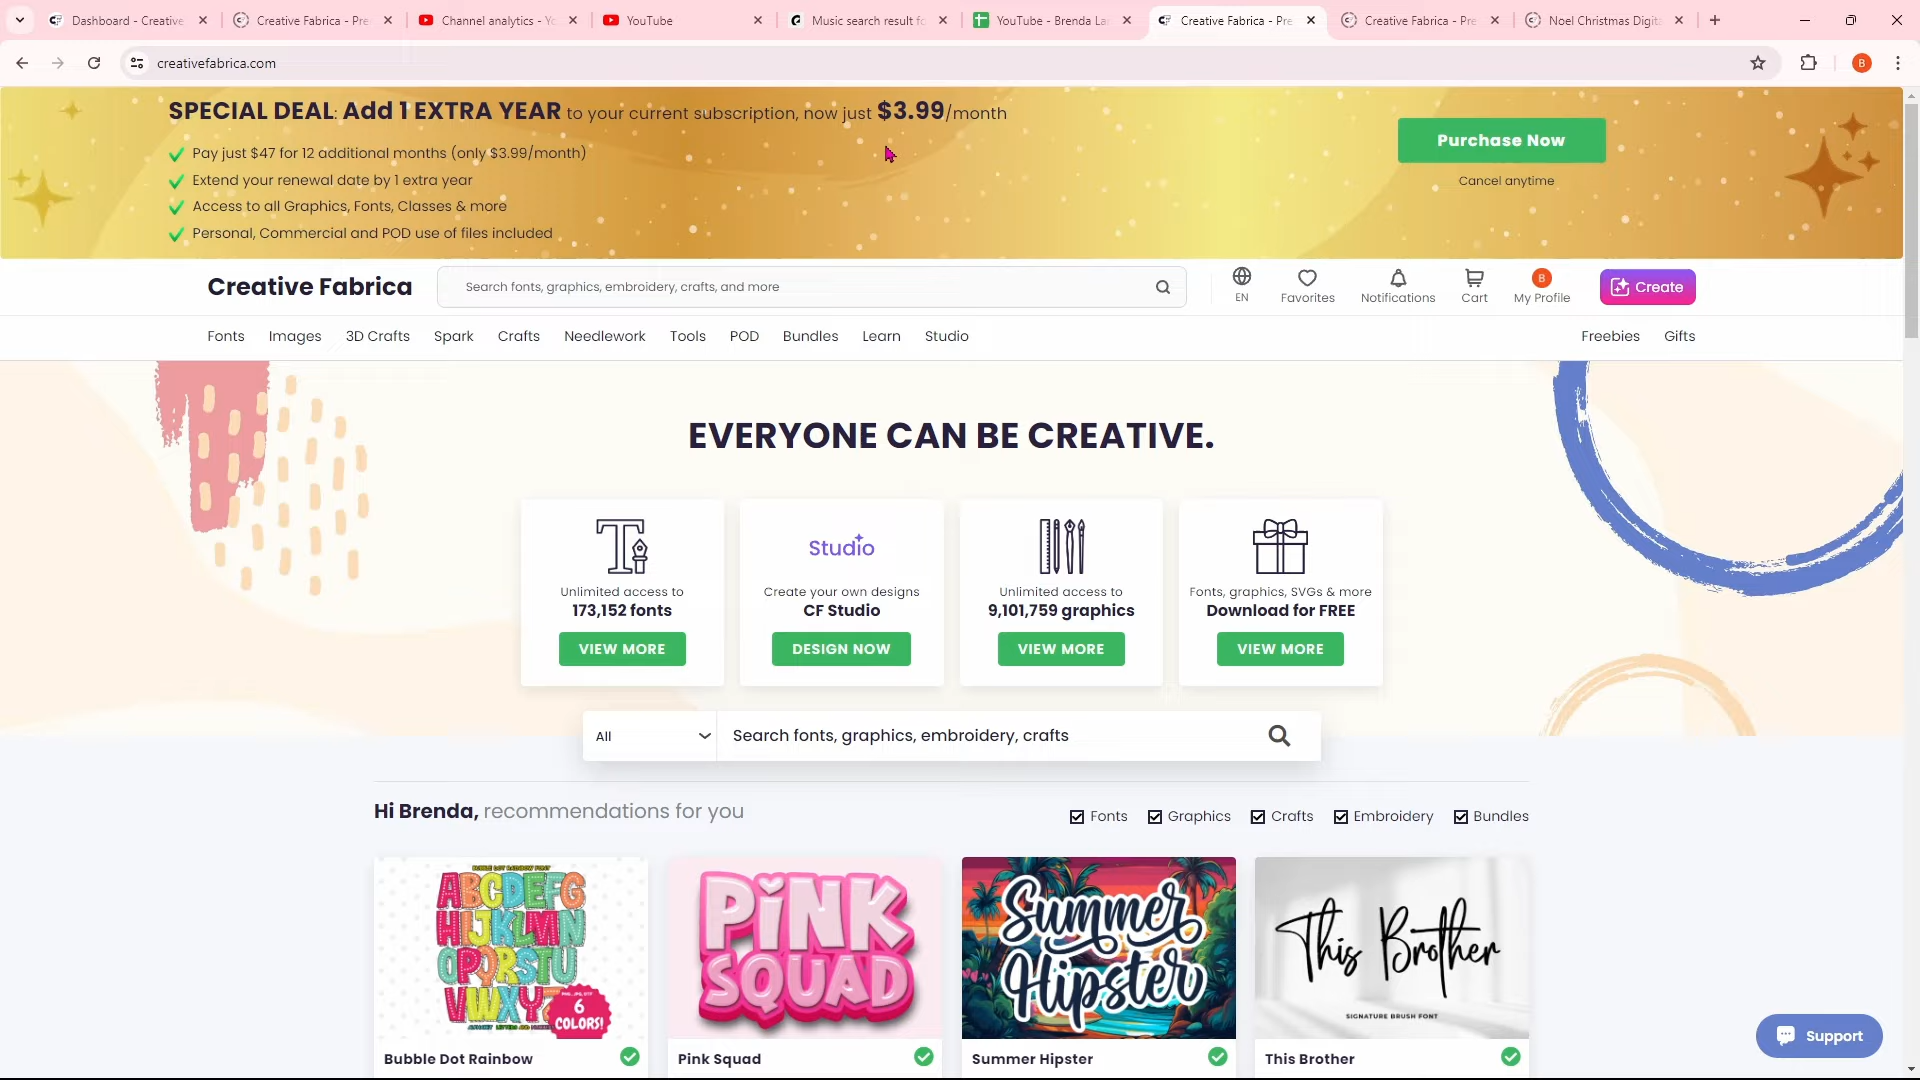 Dashboard - Creative
Creative Fabrica - Pre
Channel analytics - Yo
YouTube
Music search result fo
YouTube - Brenda La
Creative Fabrica - Pre
Creative Fabrica - Pre
Noel Christmas Digit
creativefabrica.com
B
SPECIAL DEAL: Add 1 EXTRA YEAR to your current subscription, now just $3.99/month
Pay just $47 for 12 additional months (only $3.99/month)
Extend your renewal date by 1 extra year
Access to all Graphics, Fonts, Classes & more
Personal, Commercial and POD use of files included
Purchase Now
Cancel anytime
Creative Fabrica
Search fonts, graphics, embroidery, crafts, and more
EN
Favorites
Notifications
Cart
B
My Profile
Create
Fonts
Images
3D Crafts
Spark
Crafts
Needlework
Tools
POD
Bundles
Learn
Studio
Freebies
Gifts
EVERYONE CAN BE CREATIVE.
Unlimited access to
173,152 fonts
VIEW MORE
Studio
Create your own designs
CF Studio
DESIGN NOW
Unlimited access to
9,101,759 graphics
VIEW MORE
Fonts, graphics, SVGs & more
Download for FREE
VIEW MORE
All
Search fonts, graphics, embroidery, crafts
Hi Brenda, recommendations for you
Fonts
Graphics
Crafts
Embroidery
Bundles
BUBBLE DOT RAINBOW FONT
ABCDEFG
HIJKLMN
OPQRSTU
VWXYZ
6
COLORS!
PINK
SQUAD
Summer
Hipster
This Brother
SIGNATURE BRUSH FONT
Bubble Dot Rainbow
Pink Squad
Summer Hipster
This Brother
Support